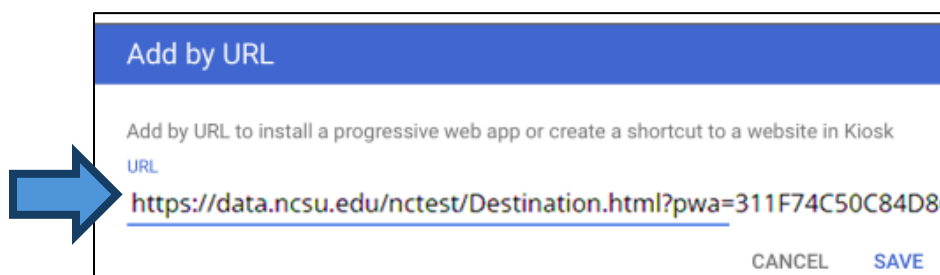 Add by URL
Add by URL to install a progressive web app or create a shortcut to a website in Kiosk
URL
https://data.ncsu.edu/nctest/Destination.html?pwa=311F74C50C84D8
CANCEL SAVE